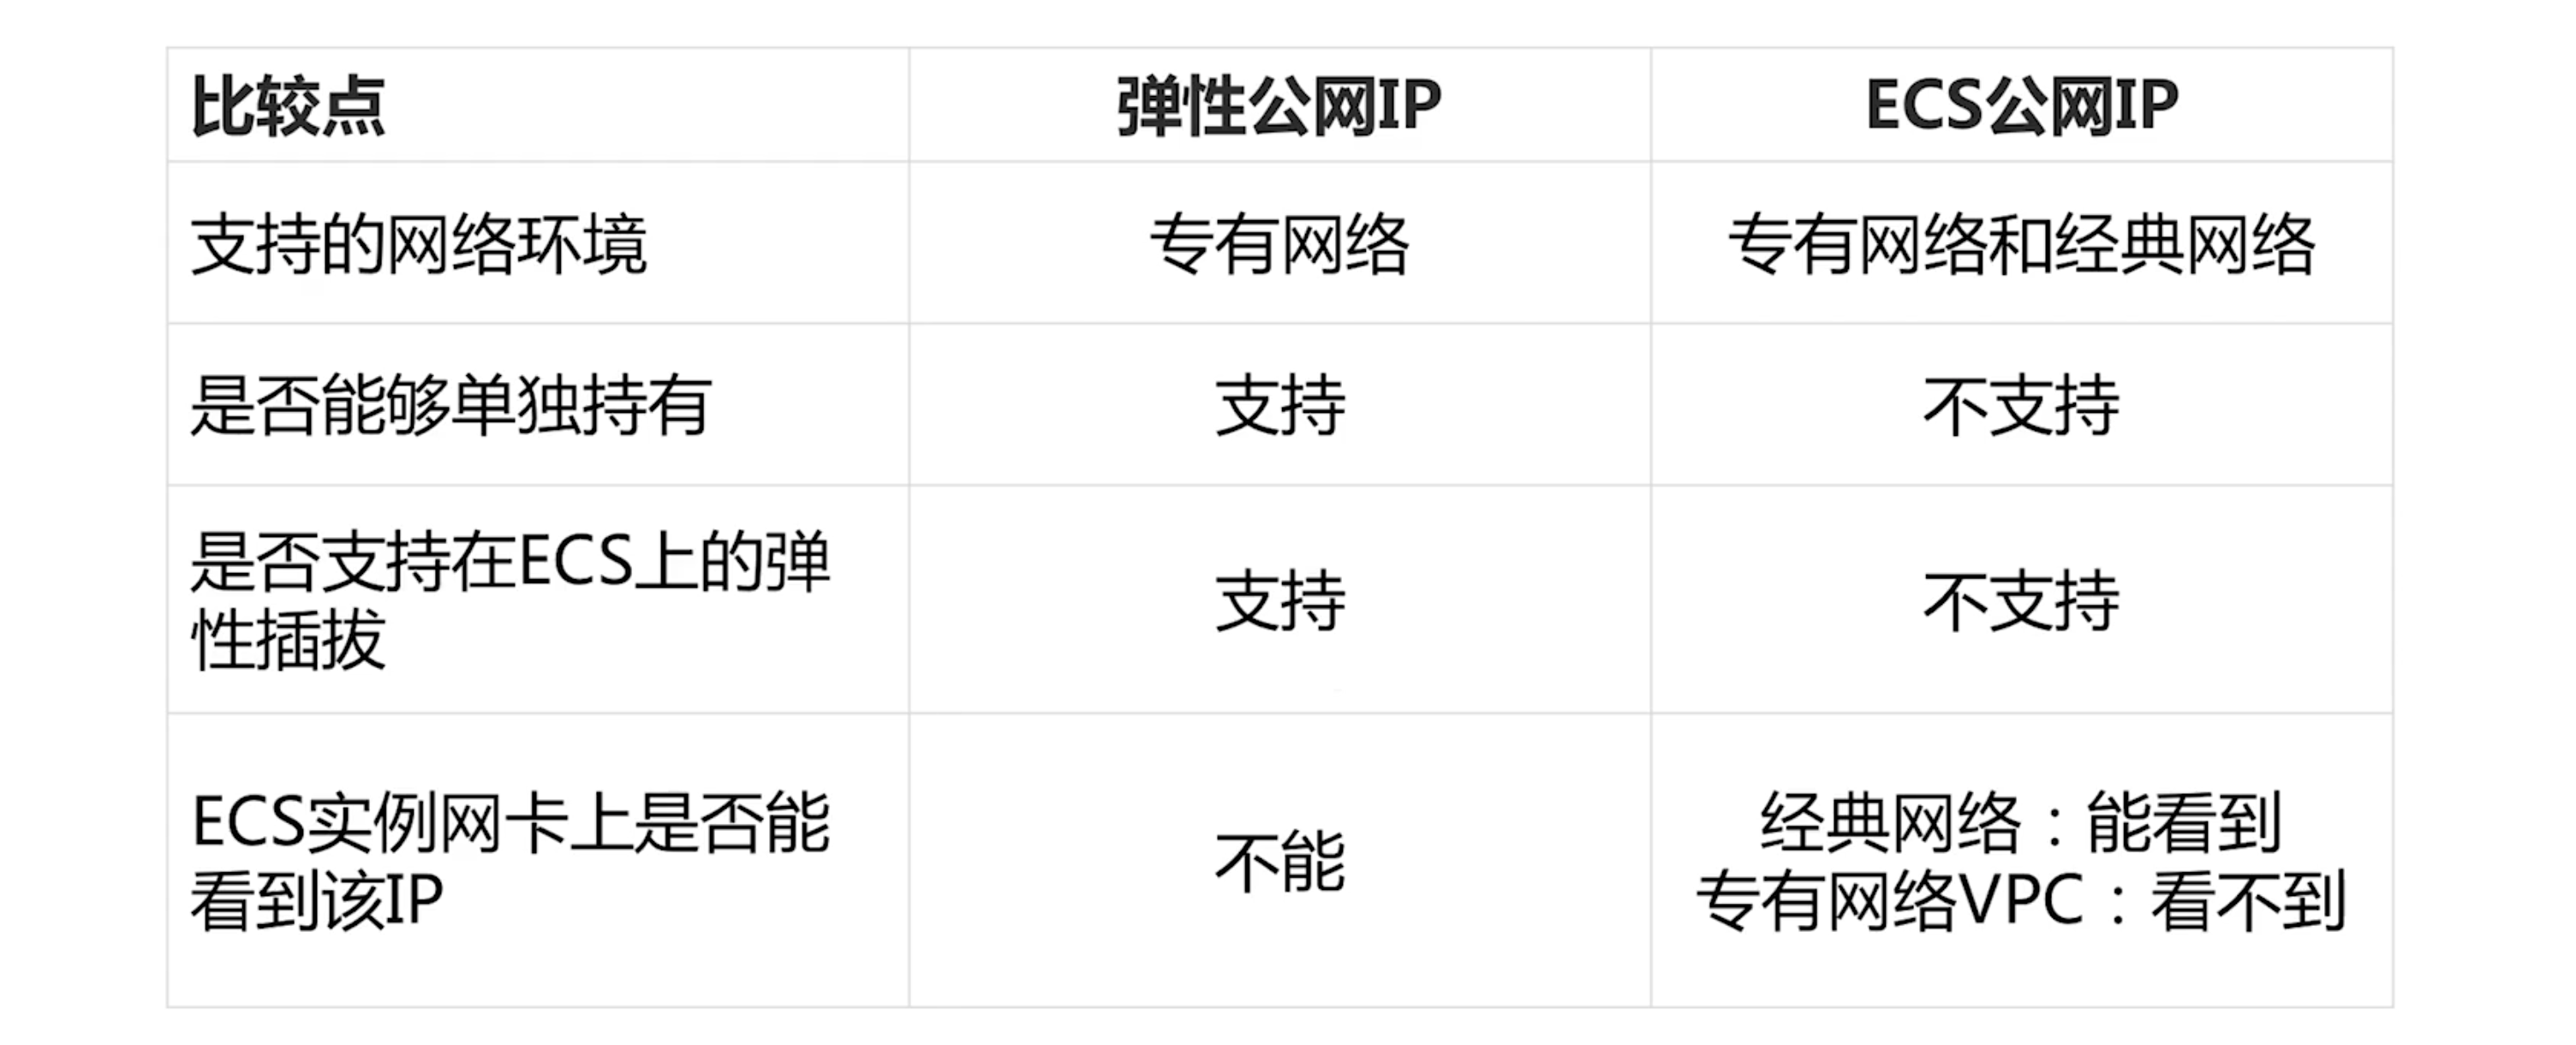 比较点 弹性公网IP ECS公网IP
支持的网络环境 专有网络 专有网络和经典网络
是否能够单独持有 支持 不支持
是否支持在ECS上的弹
性插拔
支持 不支持
ECS实例网卡上是否能
看到该IP
不能
经典网络：能看到
专有网络VPC：看不到